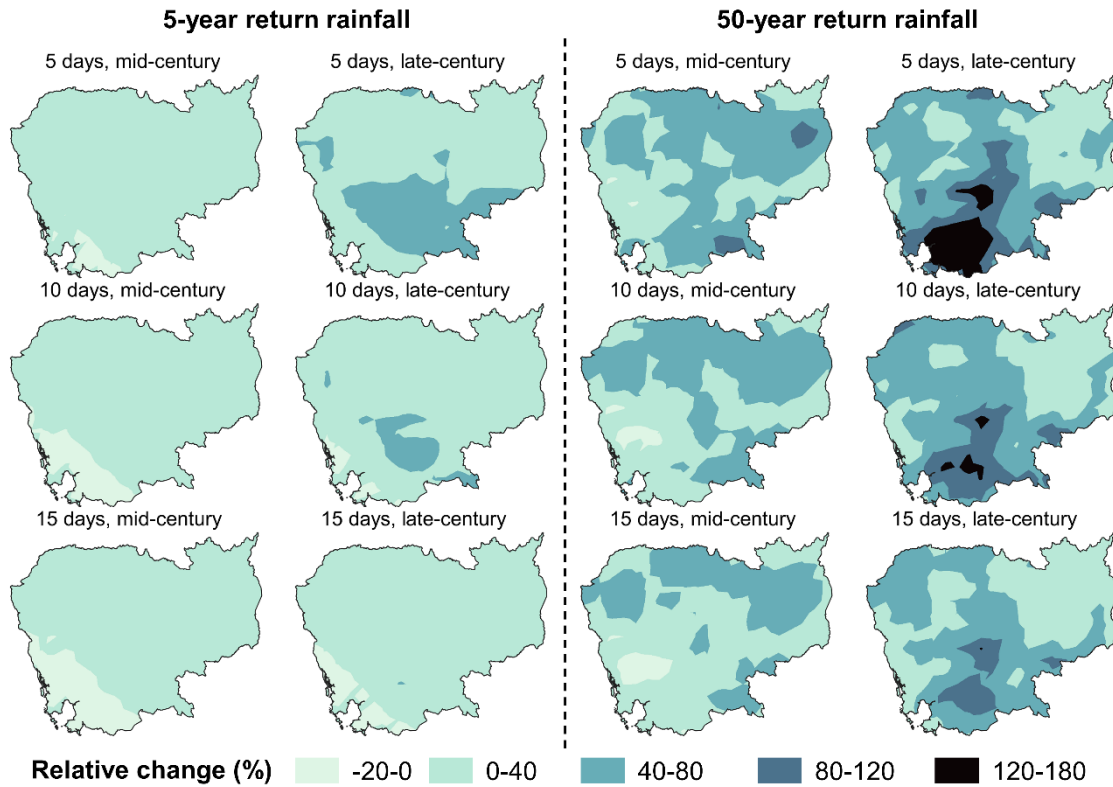 5-year return rainfall
50-year return rainfall
5 days, mid-century
5 days, late-century
5 days, mid-century
5 days, late-century
10 days, mid-century
10 days, late-century
10 days, mid-century
10 days, late-century
15 days, mid-century
15 days, late-century
15 days, mid-century
15 days, late-century
Relative change (%)
-20-0
0-40
40-80
80-120
120-180